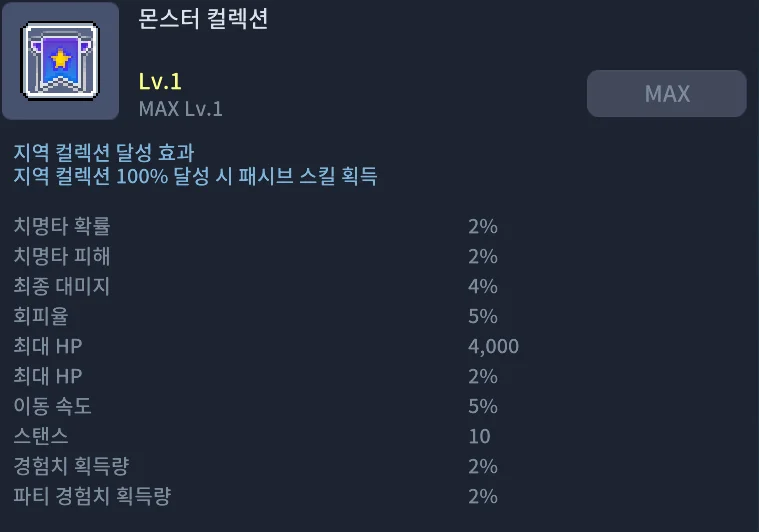 몬스터 컬렉션
Lv.1
MAX Lv.1
MAX
지역 컬렉션 달성 효과
지역 컬렉션 100% 달성 시 패시브 스킬 획득
치명타 확률 2%
치명타 피해 2%
최종 대미지 4%
회피율 5%
최대 HP 4,000
최대 HP 2%
이동 속도 5%
스탠스 10
경험치 획득량 2%
파티 경험치 획득량 2%